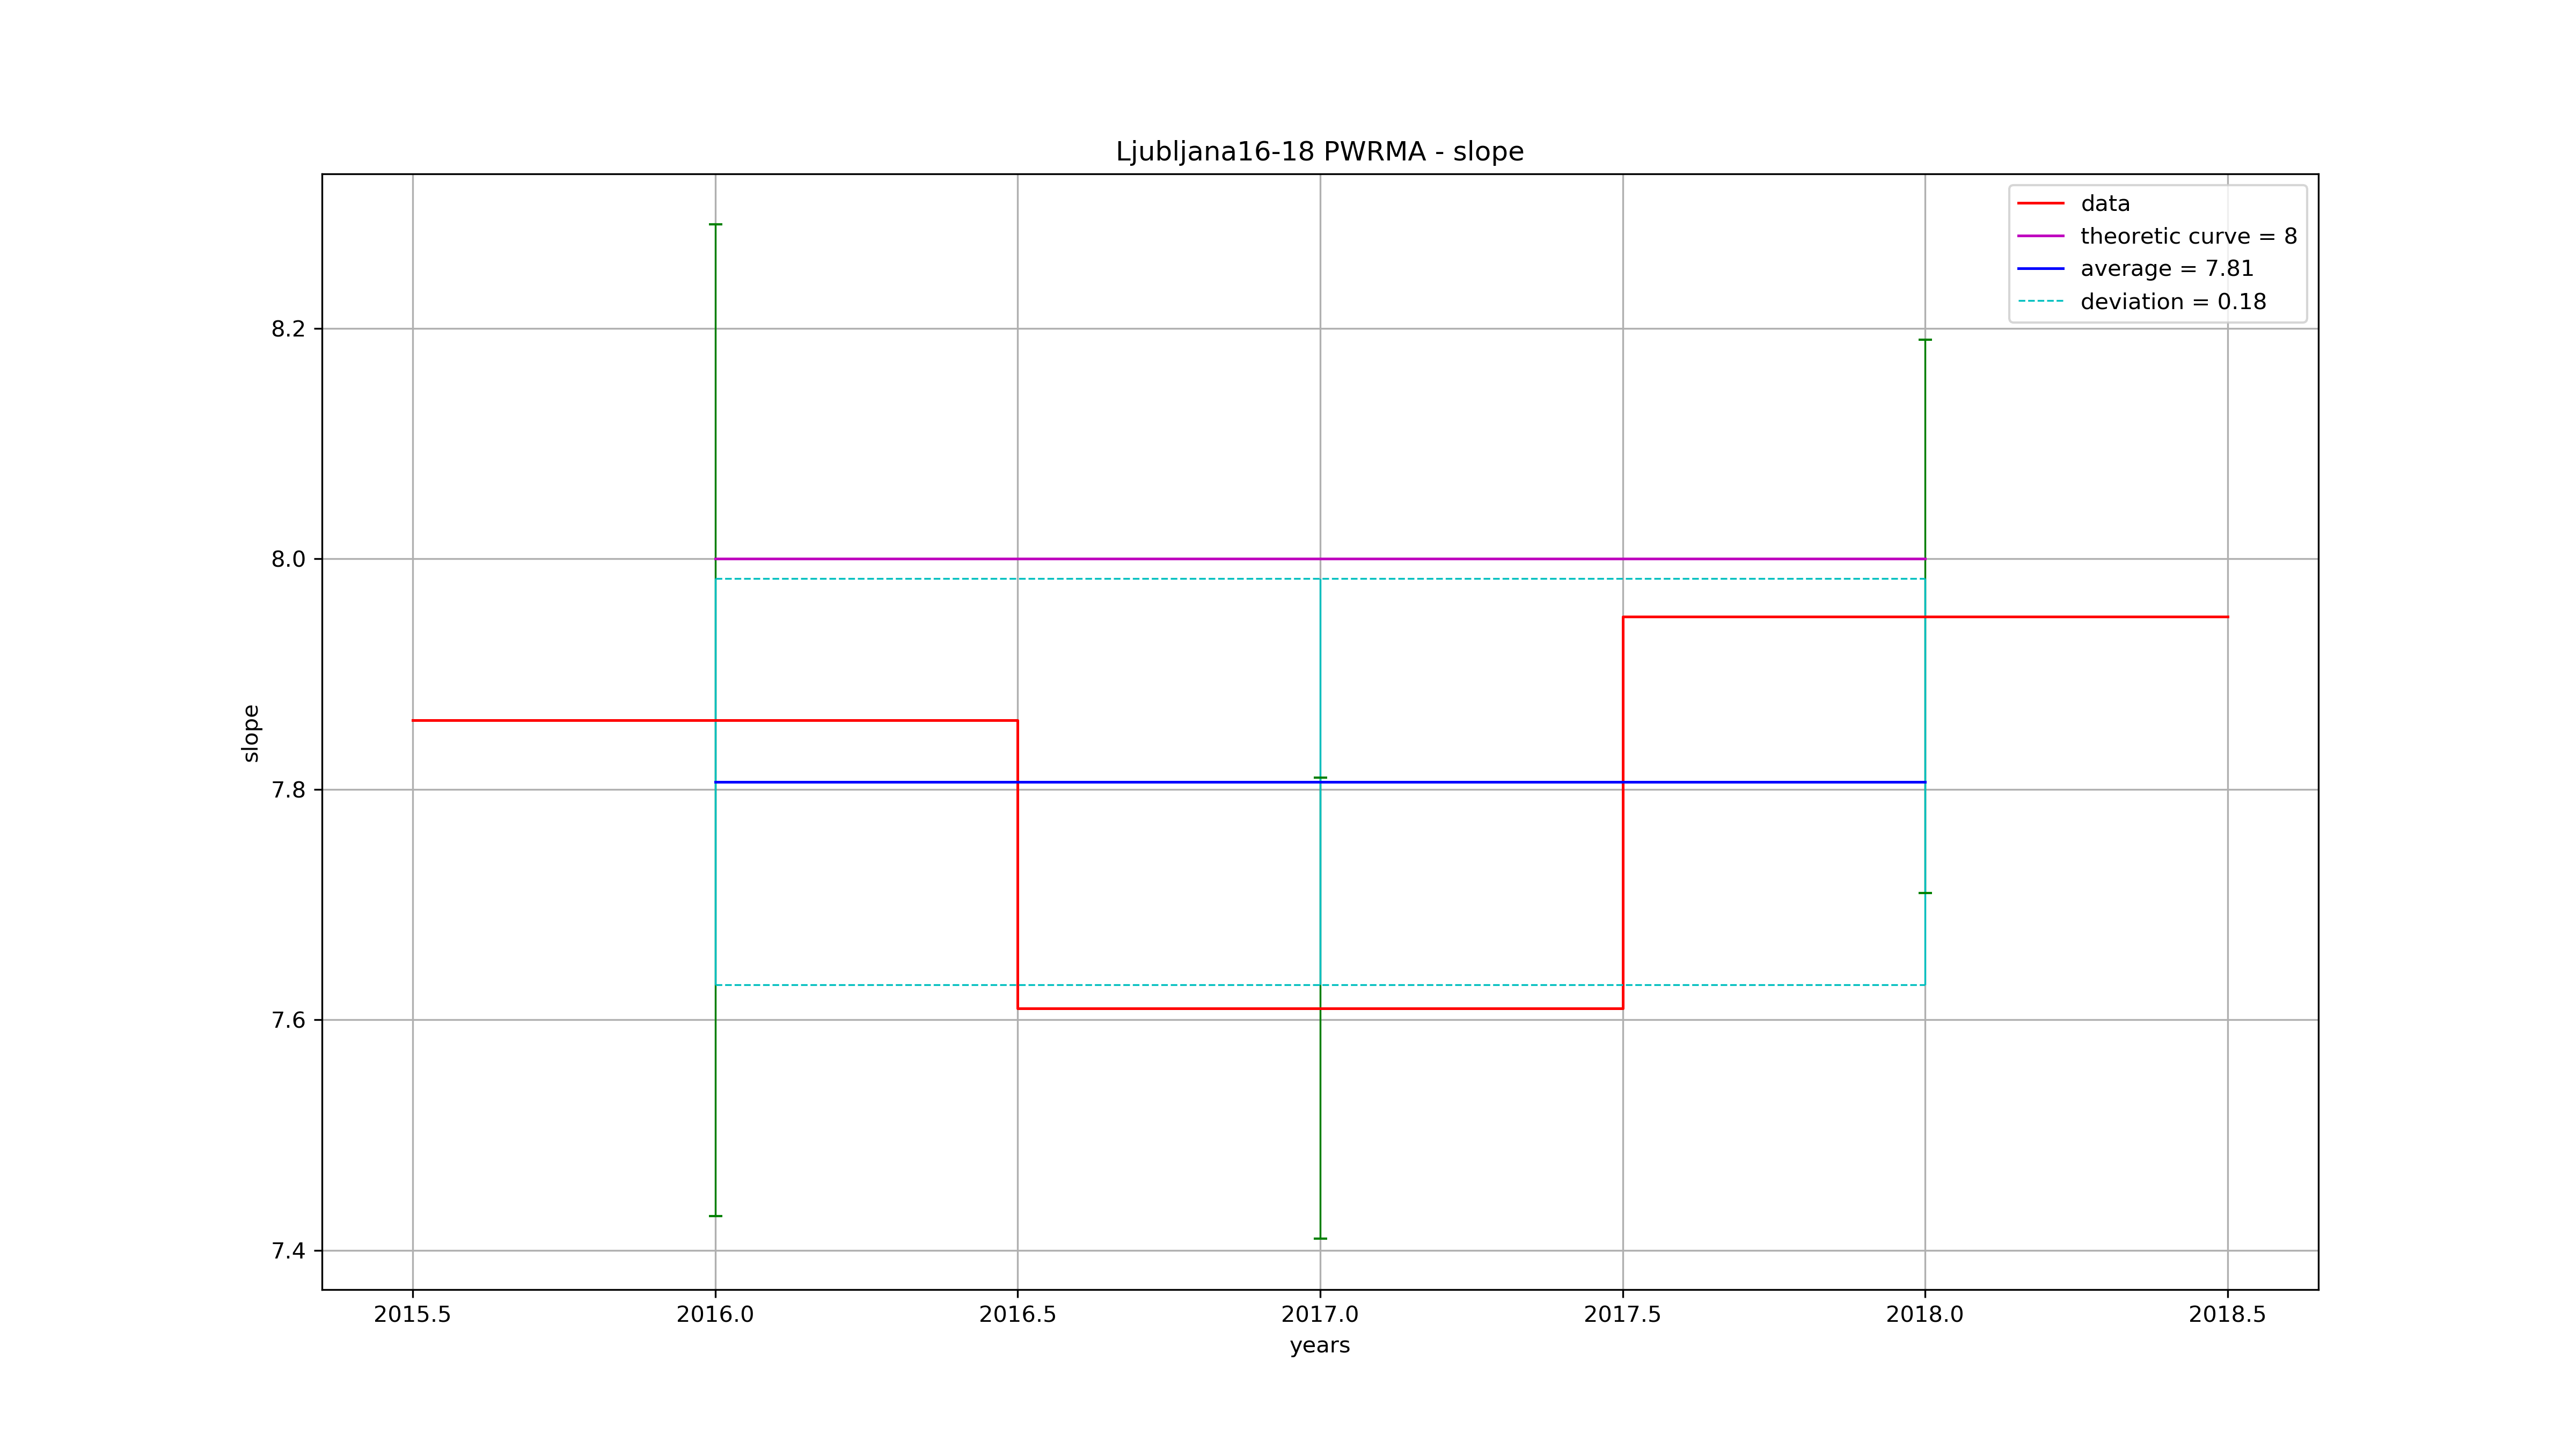 Ljubljana16-18 PWRMA - slope
data
theoretic curve = 8
average = 7.81
deviation = 0.18
8.2
8.0
7.8
7.6
7.4
slope
2015.5 2016.0 2016.5 2017.0 2017.5 2018.0 2018.5
years